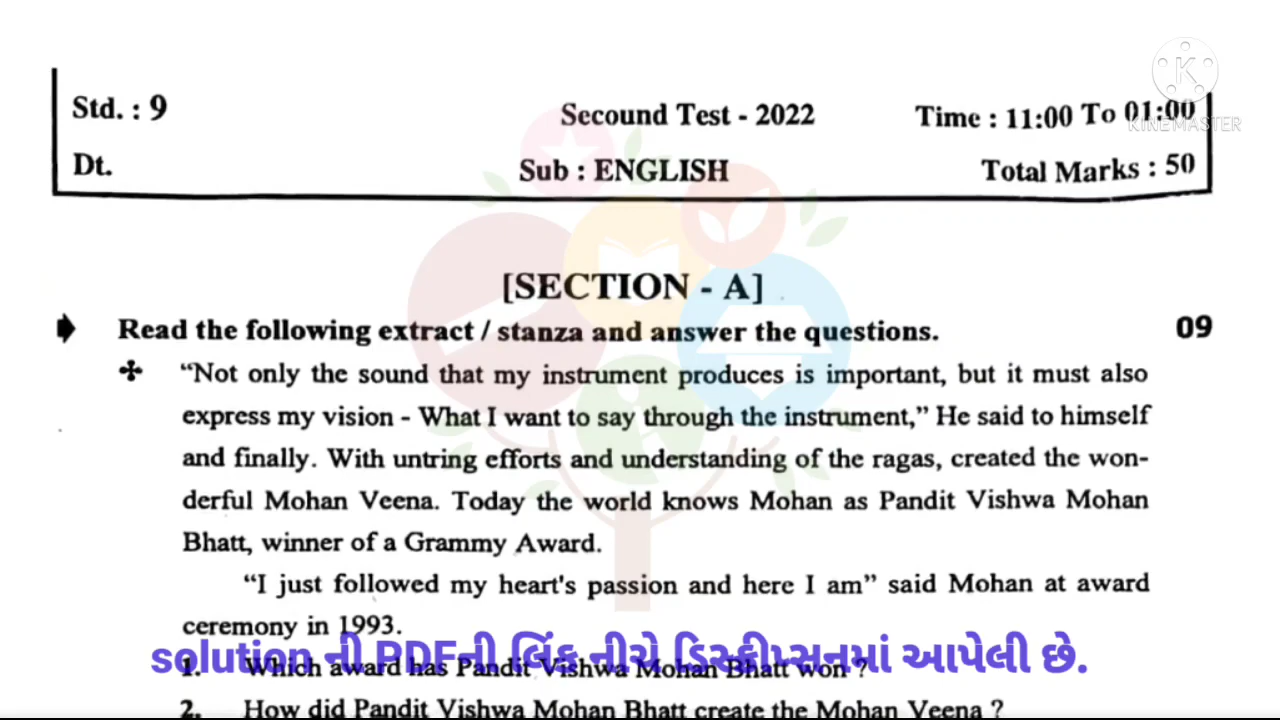 Std. : 9
Secound Test - 2022
Time : 11:00 To 01:00
KINEMASTER
Dt.
Sub : ENGLISH
Total Marks : 50
[SECTION - A]
Read the following extract / stanza and answer the questions. 09
"Not only the sound that my instrument produces is important, but it must also
express my vision - What I want to say through the instrument," He said to himself
and finally. With untring efforts and understanding of the ragas, created the won-
derful Mohan Veena. Today the world knows Mohan as Pandit Vishwa Mohan
Bhatt, winner of a Grammy Award.
"I just followed my heart's passion and here I am" said Mohan at award
ceremony in 1993.
solution ની PDFની લિંક નીચે ડિસ્ક્રીપ્સનમાં આપેલી છે.
1. Which award has Pandit Vishwa Mohan Bhatt won ?
2. How did Pandit Vishwa Mohan Bhatt create the Mohan Veena ?